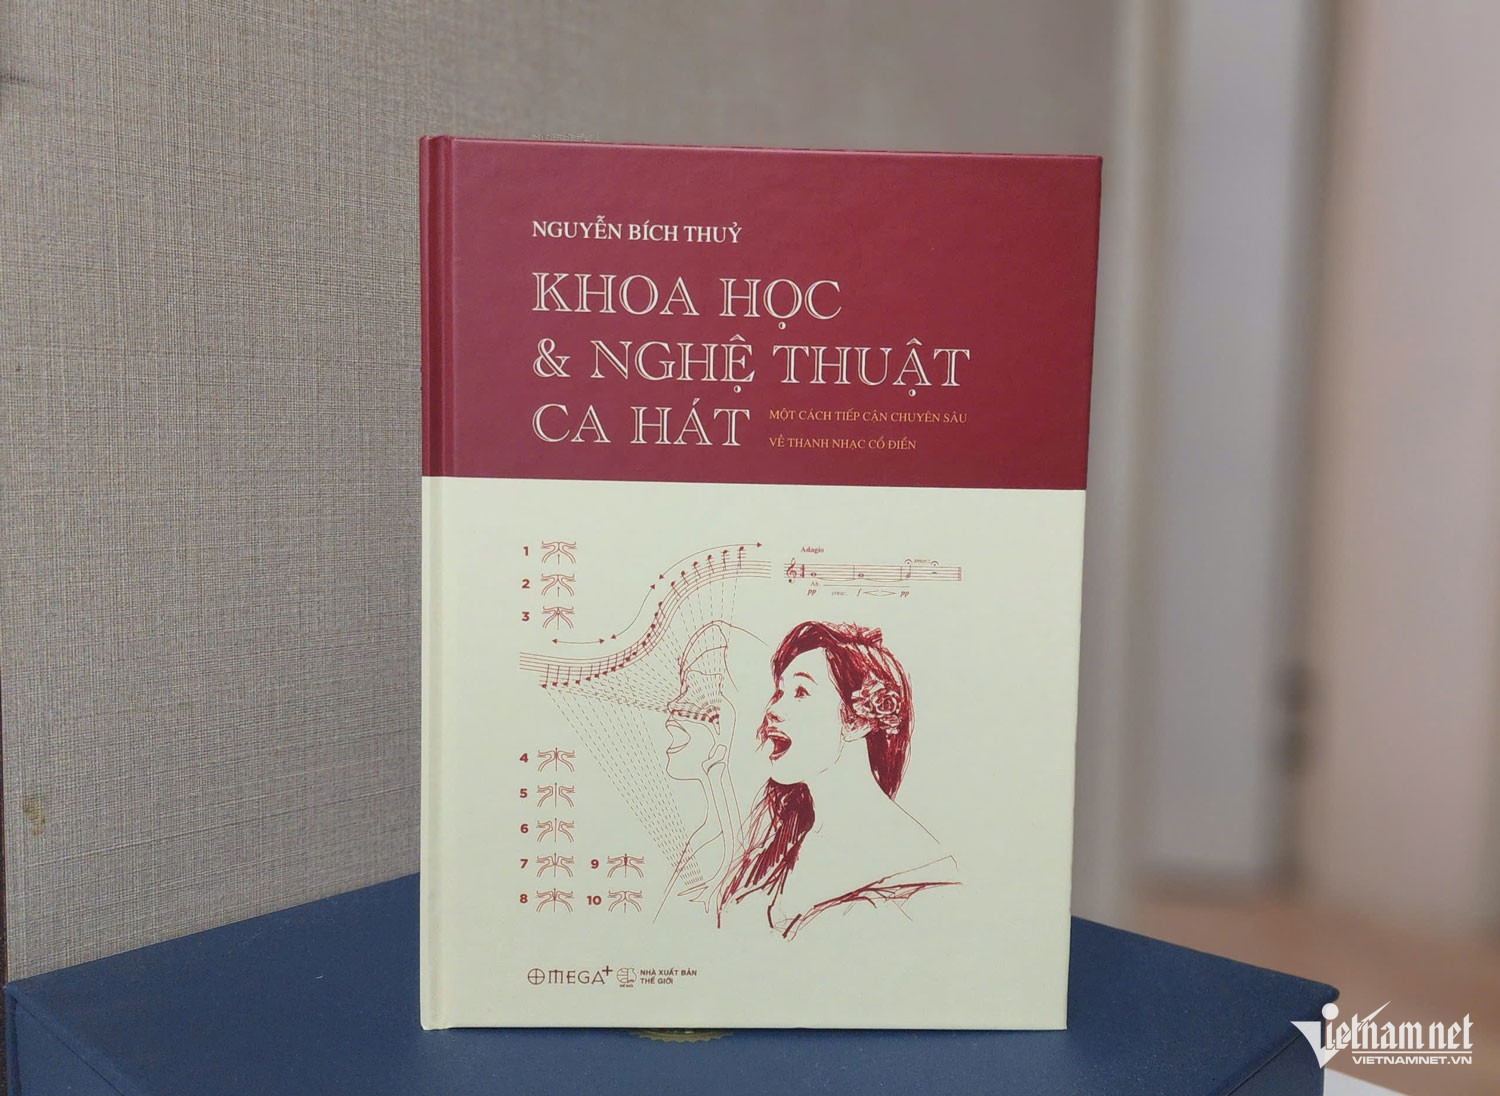 NGUYỄN BÍCH THUỶ
KHOA HỌC
& NGHỆ THUẬT
CA HÁT
MỘT CÁCH TIẾP CẬN CHUYÊN SÂU
VỀ THANH NHẠC CỔ ĐIỂN
Adagio
Ah
pp
cresc.
f
pp
1
2
3
4
5
6
7
8
9
10
OMEGA+
NHÀ XUẤT BẢN
THẾ GIỚI
Vietnamnet
VIETNAMNET.VN